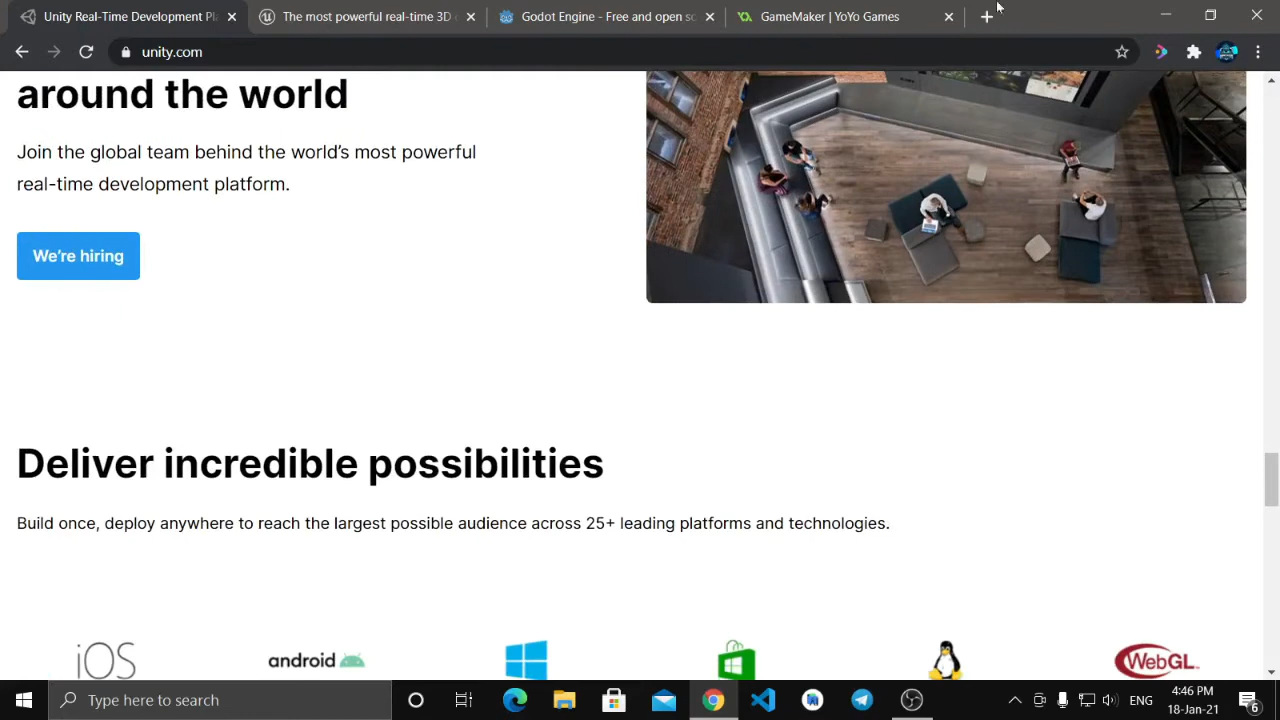 Unity Real-Time Development Pl
The most powerful real-time 3D c
Godot Engine - Free and open sc
GameMaker | YoYo Games
unity.com
around the world
Join the global team behind the world's most powerful
real-time development platform.
We're hiring
Deliver incredible possibilities
Build once, deploy anywhere to reach the largest possible audience across 25+ leading platforms and technologies.
iOS
android
WebGL
Type here to search
ENG
4:46 PM
18-Jan-21
6